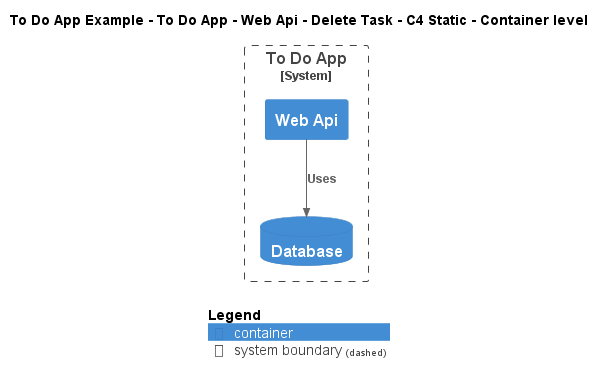 To Do App Example - To Do App - Web Api - Delete Task - C4 Static - Container level
To Do App
[System]
Web Api
Uses
Database
Legend
container
system boundary (dashed)